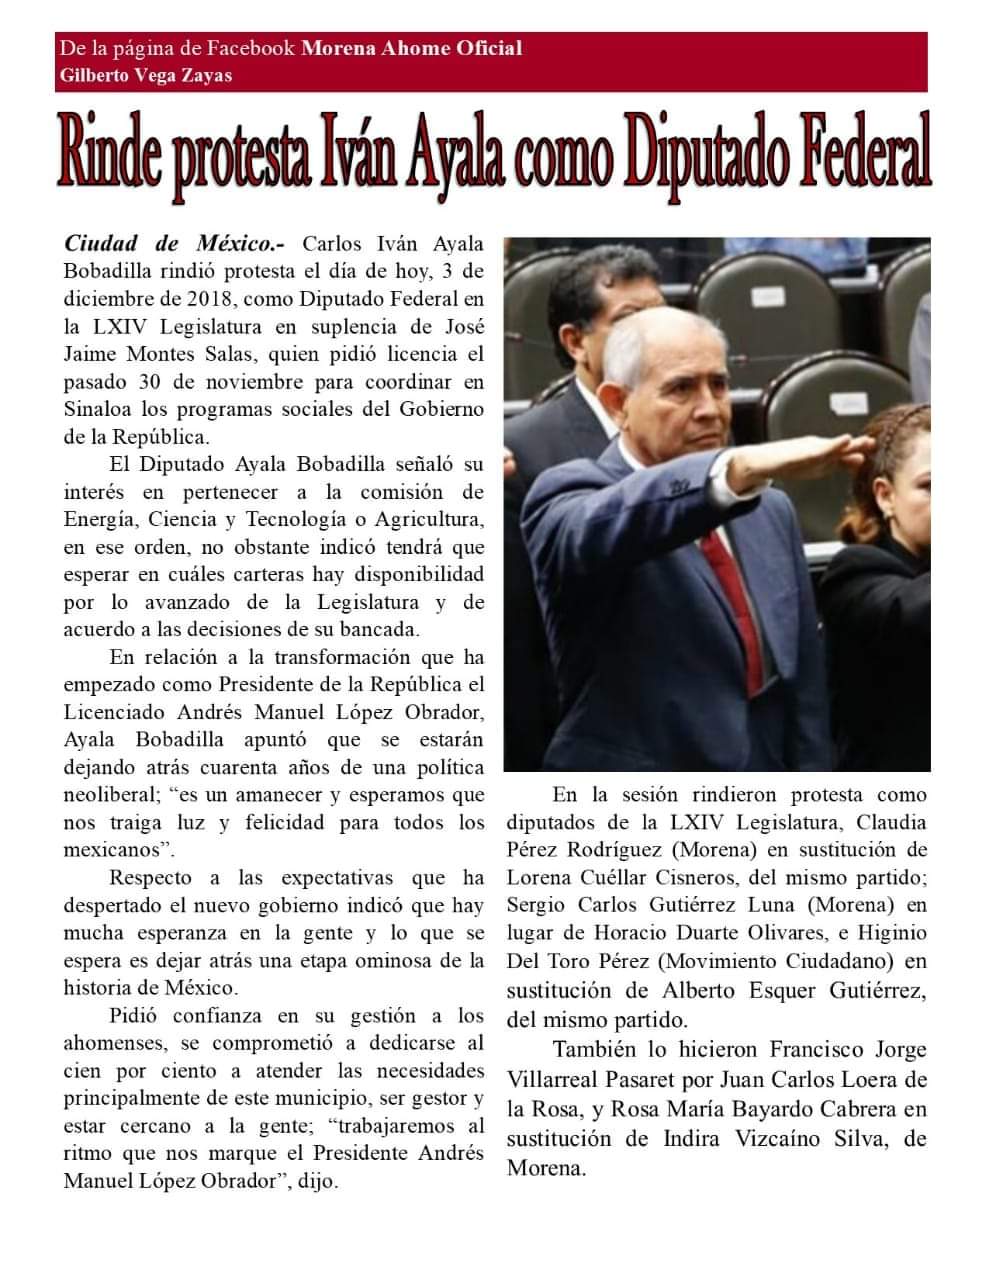 De la página de Facebook Morena Ahome Oficial
Gilberto Vega Zayas
Rinde protesta Iván Ayala como Diputado Federal
Ciudad de México.- Carlos Iván Ayala
Bobadilla rindió protesta el día de hoy, 3 de
diciembre de 2018, como Diputado Federal en
la LXIV Legislatura en suplencia de José
Jaime Montes Salas, quien pidió licencia el
pasado 30 de noviembre para coordinar en
Sinaloa los programas sociales del Gobierno
de la República.
El Diputado Ayala Bobadilla señaló su
interés en pertenecer a la comisión de
Energía, Ciencia y Tecnología o Agricultura,
en ese orden, no obstante indicó tendrá que
esperar en cuáles carteras hay disponibilidad
por lo avanzado de la Legislatura y de
acuerdo a las decisiones de su bancada.
En relación a la transformación que ha
empezado como Presidente de la República el
Licenciado Andrés Manuel López Obrador,
Ayala Bobadilla apuntó que se estarán
dejando atrás cuarenta años de una política
neoliberal; “es un amanecer y esperamos que
nos traiga luz y felicidad para todos los
mexicanos”.
Respecto a las expectativas que ha
despertado el nuevo gobierno indicó que hay
mucha esperanza en la gente y lo que se
espera es dejar atrás una etapa ominosa de la
historia de México.
Pidió confianza en su gestión a los
ahomenses, se comprometió a dedicarse al
cien por ciento a atender las necesidades
principalmente de este municipio, ser gestor y
estar cercano a la gente; “trabajaremos al
ritmo que nos marque el Presidente Andrés
Manuel López Obrador”, dijo.
En la sesión rindieron protesta como
diputados de la LXIV Legislatura, Claudia
Pérez Rodríguez (Morena) en sustitución de
Lorena Cuéllar Cisneros, del mismo partido;
Sergio Carlos Gutiérrez Luna (Morena) en
lugar de Horacio Duarte Olivares, e Higinio
Del Toro Pérez (Movimiento Ciudadano) en
sustitución de Alberto Esquer Gutiérrez,
del mismo partido.
También lo hicieron Francisco Jorge
Villarreal Pasaret por Juan Carlos Loera de
la Rosa, y Rosa María Bayardo Cabrera en
sustitución de Indira Vizcaíno Silva, de
Morena.